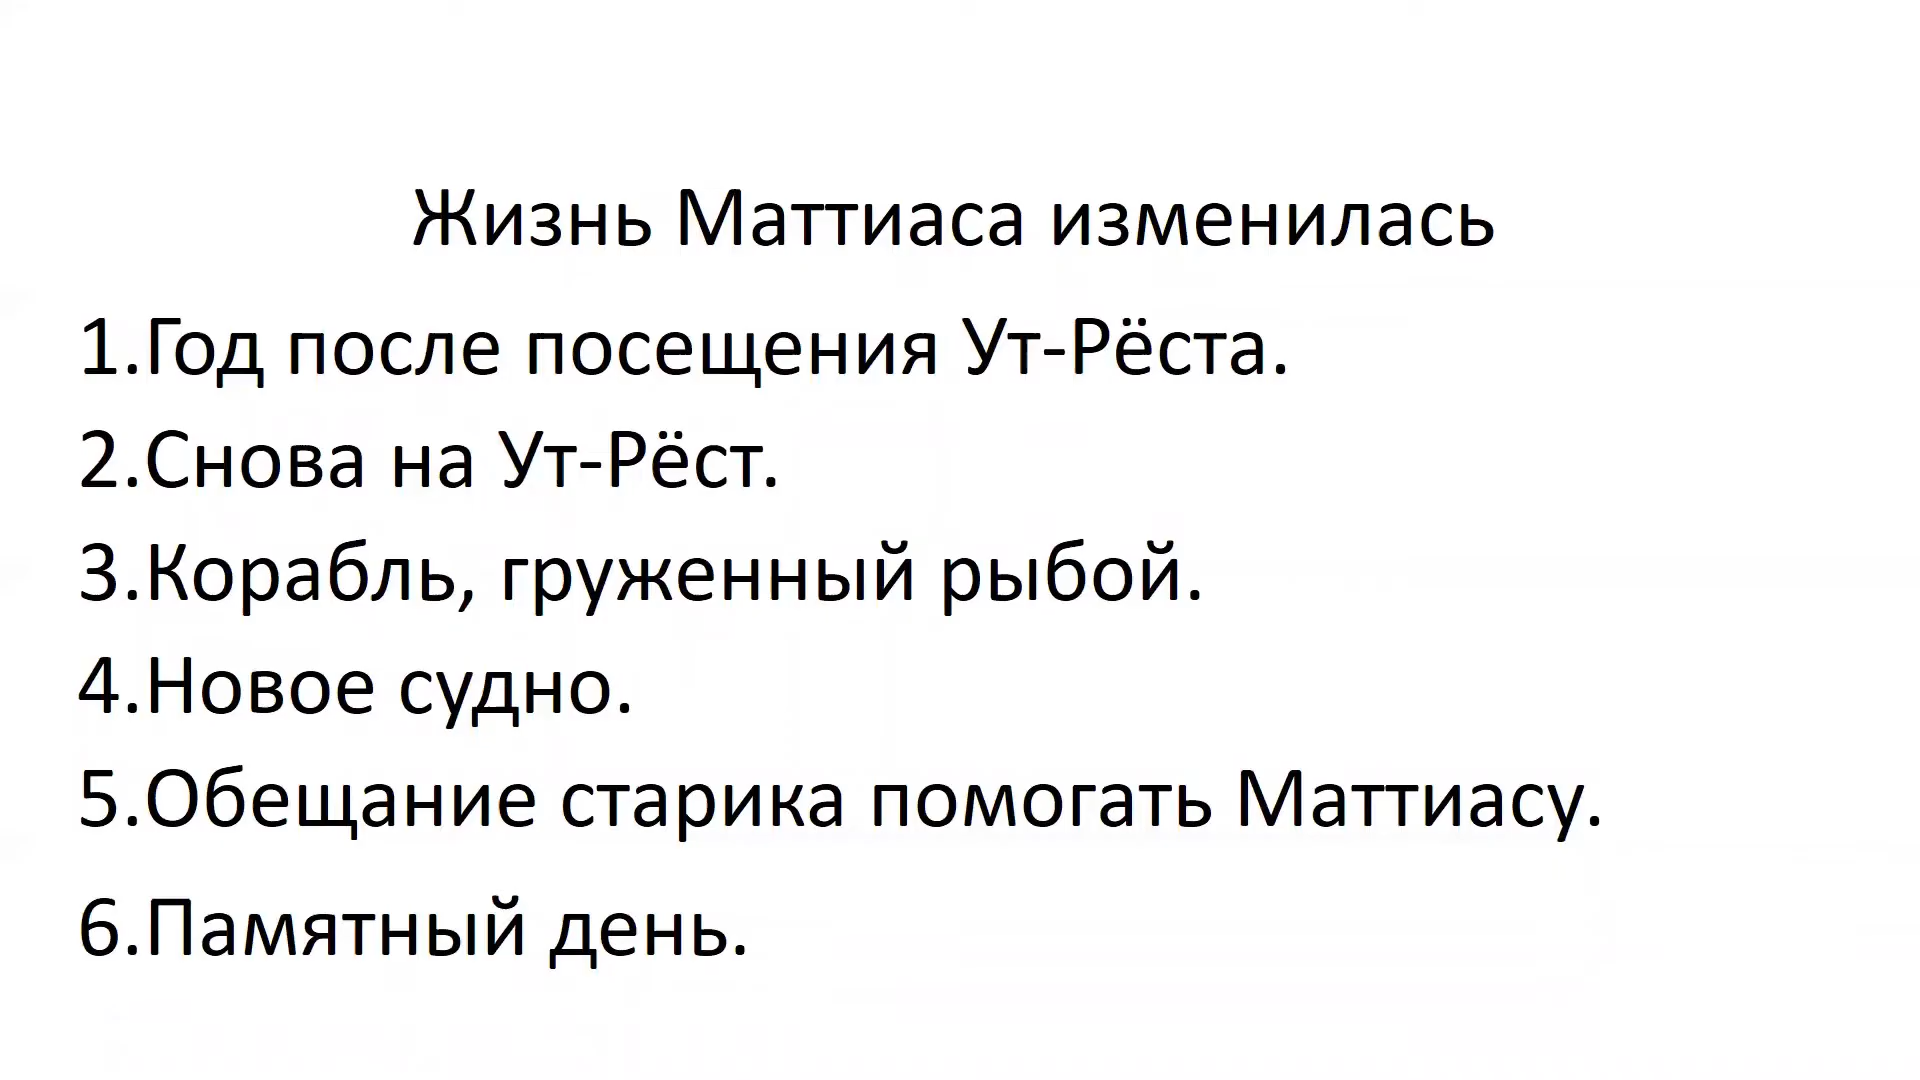 Жизнь Маттиаса изменилась
1.Год после посещения Ут-Рёста.
2.Снова на Ут-Рёст.
3.Корабль, груженный рыбой.
4.Новое судно.
5.Обещание старика помогать Маттиасу.
6.Памятный день.